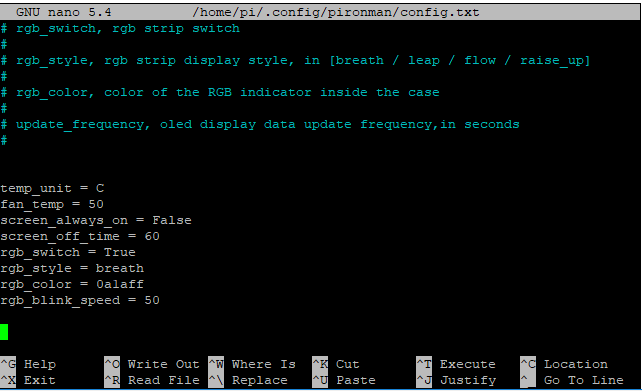 GNU nano 5.4 /home/pi/.config/pironman/config.txt
# rgb_switch, rgb strip switch
#
# rgb_style, rgb strip display style, in [breath / leap / flow / raise_up]
#
# rgb_color, color of the RGB indicator inside the case
#
# update_frequency, oled display data update frequency,in seconds
#
temp_unit = C
fan_temp = 50
screen_always_on = False
screen_off_time = 60
rgb_switch = True
rgb_style = breath
rgb_color = 0a1aff
rgb_blink_speed = 50
^G Help ^O Write Out ^W Where Is ^K Cut ^T Execute ^C Location
^X Exit ^R Read File ^\ Replace ^U Paste ^J Justify ^_ Go To Line